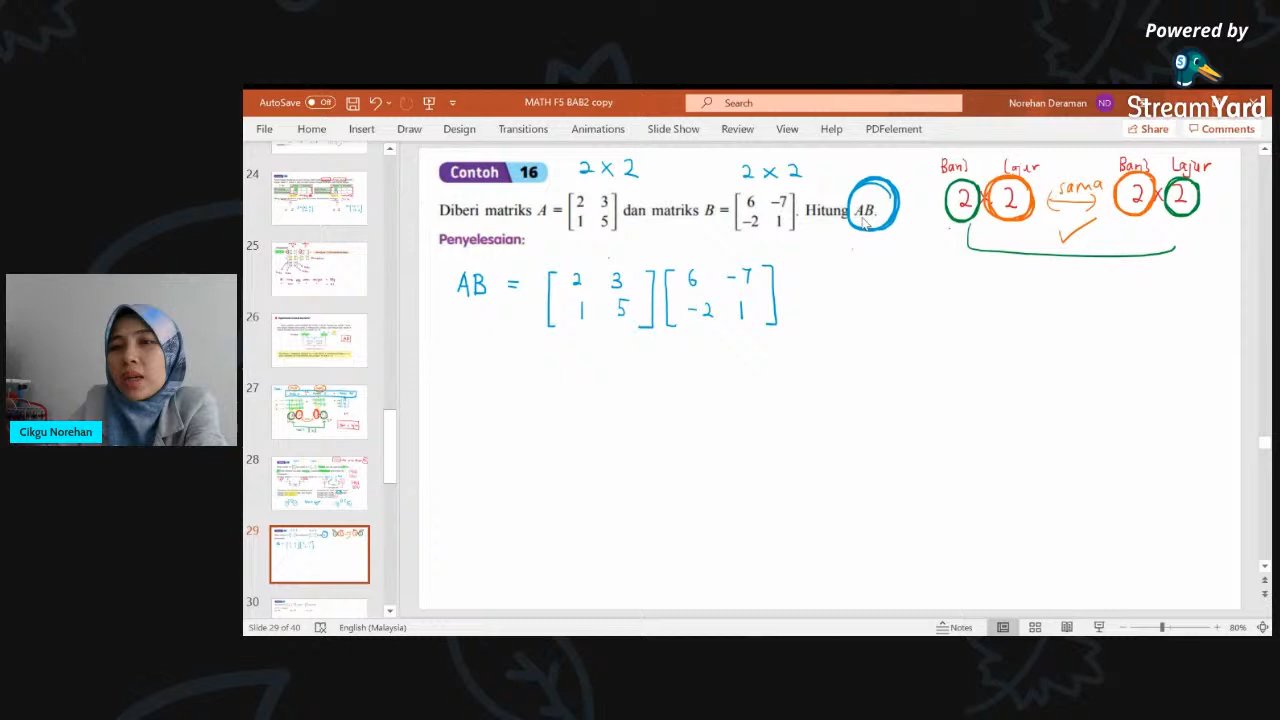 Powered by
StreamYard
AutoSave Off
MATH F5 BAB2 copy
Search
Norehan Deraman ND
File Home Insert Draw Design Transitions Animations Slide Show Review View Help PDFelement Share Comments
24
25
26
27
28
29
30
Contoh 16
2 × 2
2 × 2
Diberi matriks A = [2 3 dan matriks B = [6 −7 . Hitung AB.
1 5] −2 1]
Penyelesaian:
AB = [2 3 [6 -7
1 5] -2 1]
Baris Lajur Baris Lajur
2 × 2 sama 2 × 2
✓
Cikgu Norehan
Slide 29 of 40 English (Malaysia) Notes 80%